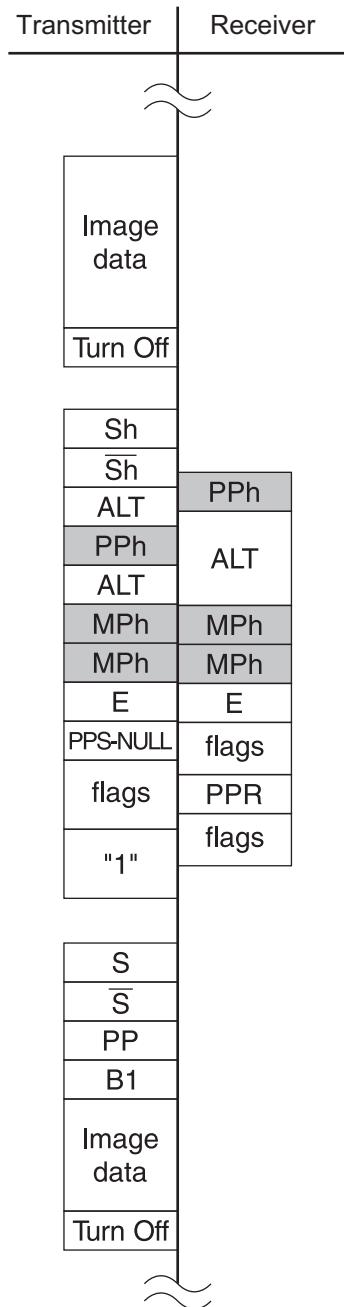 Transmitter Receiver
Image
data
Turn Off
Sh
S̅h̅
ALT
PPh
ALT
MPh
MPh
E
PPS-NULL
flags
"1"
PPh
ALT
MPh
MPh
E
flags
PPR
flags
S
S̅
PP
B1
Image
data
Turn Off